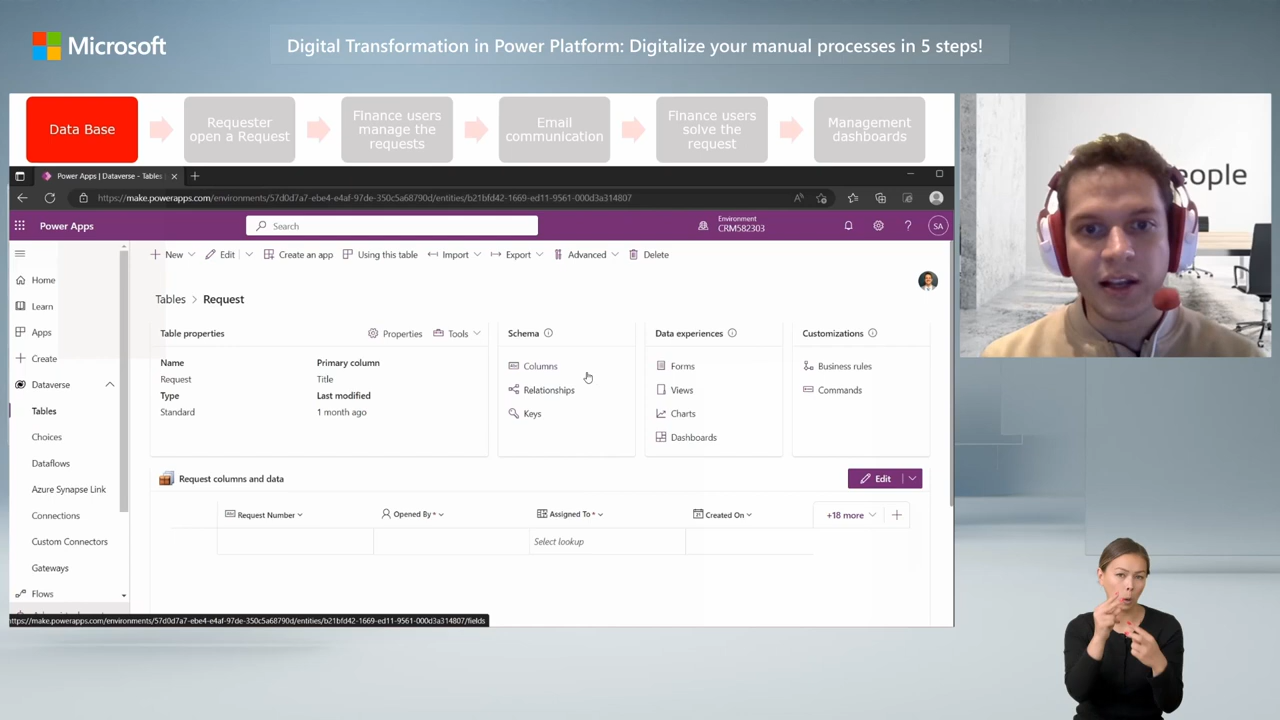 Microsoft
Digital Transformation in Power Platform: Digitalize your manual processes in 5 steps!
Data Base
Requester
open a Request
Finance users
manage the
requests
Email
communication
Finance users
solve the
request
Management
dashboards
Power Apps | Dataverse - Tables
https://make.powerapps.com/environments/57d0d7a7-ebe4-e4af-97de-350c5a68790d/entities/b21bfd42-1669-ed11-9561-000d3a314807
Power Apps
Search
Environment
CRM582303
SA
New
Edit
Create an app
Using this table
Import
Export
Advanced
Delete
Home
Learn
Apps
Create
Dataverse
Tables
Choices
Dataflows
Azure Synapse Link
Connections
Custom Connectors
Gateways
Flows
Tables > Request
Table properties
Properties
Tools
Name
Primary column
Request
Title
Type
Last modified
Standard
1 month ago
Schema
Columns
Relationships
Keys
Data experiences
Forms
Views
Charts
Dashboards
Customizations
Business rules
Commands
Request columns and data
Edit
Request Number
Opened By *
Assigned To *
Created On
+18 more
Select lookup
https://make.powerapps.com/environments/57d0d7a7-ebe4-e4af-97de-350c5a68790d/entities/b21bfd42-1669-ed11-9561-000d3a314807/fields
eople